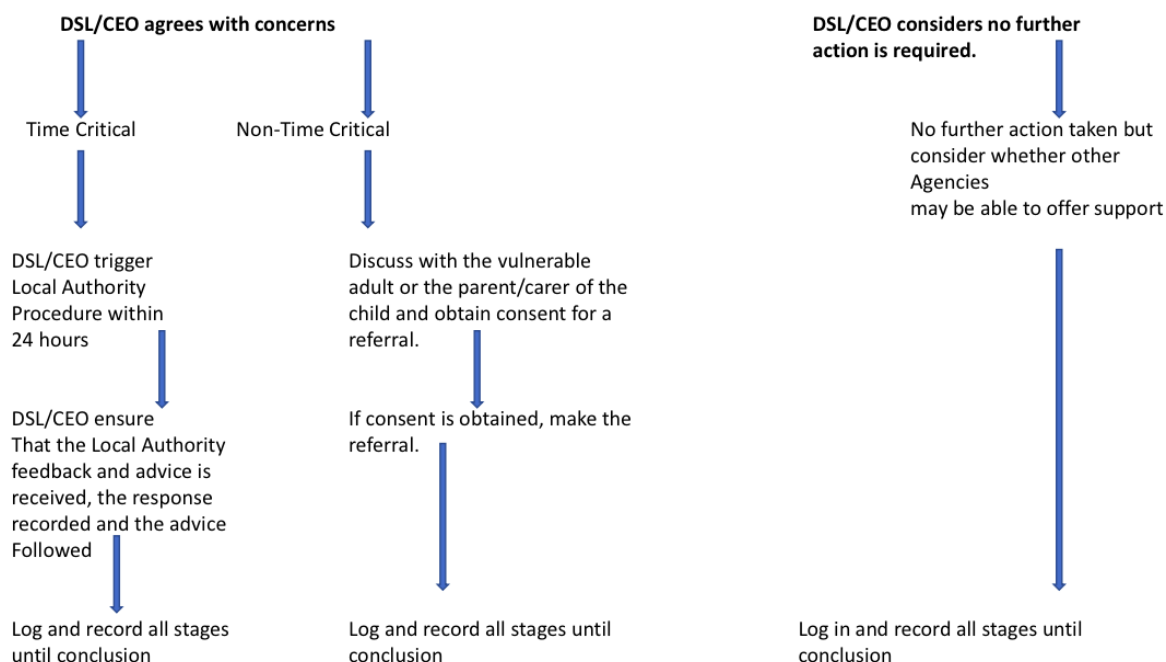 DSL/CEO agrees with concerns
DSL/CEO considers no further
action is required.
Time Critical
Non-Time Critical
No further action taken but
consider whether other
Agencies
may be able to offer support
DSL/CEO trigger
Local Authority
Procedure within
24 hours
Discuss with the vulnerable
adult or the parent/carer of the
child and obtain consent for a
referral.
DSL/CEO ensure
That the Local Authority
feedback and advice is
received, the response
recorded and the advice
Followed
If consent is obtained, make the
referral.
Log and record all stages
until conclusion
Log and record all stages until
conclusion
Log in and record all stages until
conclusion